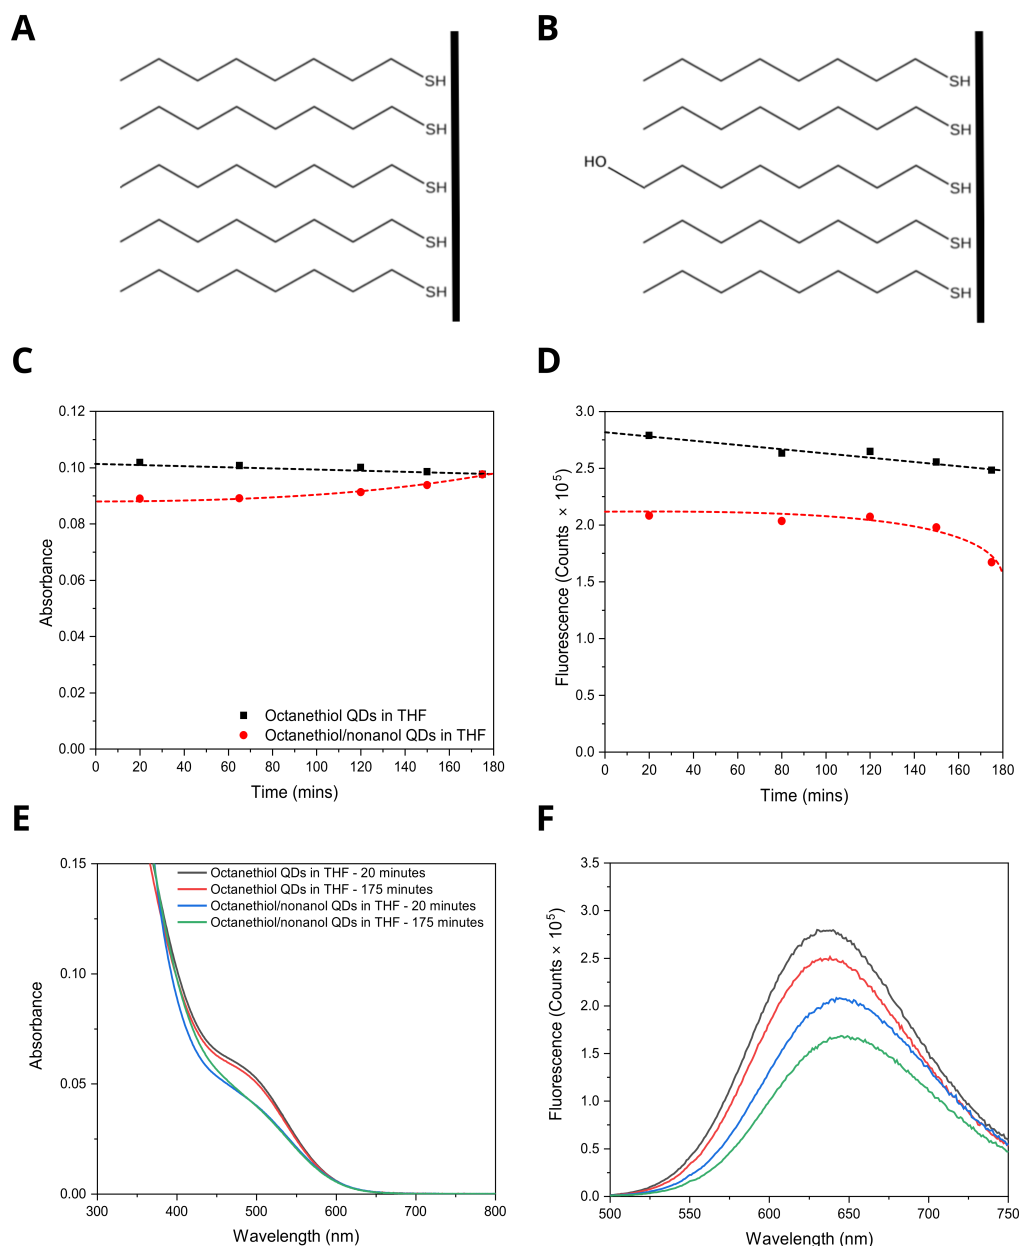 A
B
SH
SH
SH
SH
SH
SH
SH
HO
SH
SH
SH
C
D
0.12
0.10
0.08
0.06
0.04
0.02
0.00
Absorbance
Octanethiol QDs in THF
Octanethiol/nonanol QDs in THF
0 20 40 60 80 100 120 140 160 180
Time (mins)
3.0
2.5
2.0
1.5
1.0
0.5
0.0
Fluorescence (Counts × 10⁵)
0 20 40 60 80 100 120 140 160 180
Time (mins)
E
F
0.15
0.10
0.05
0.00
Absorbance
Octanethiol QDs in THF - 20 minutes
Octanethiol QDs in THF - 175 minutes
Octanethiol/nonanol QDs in THF - 20 minutes
Octanethiol/nonanol QDs in THF - 175 minutes
300 400 500 600 700 800
Wavelength (nm)
3.5
3.0
2.5
2.0
1.5
1.0
0.5
0.0
Fluorescence (Counts × 10⁵)
500 550 600 650 700 750
Wavelength (nm)